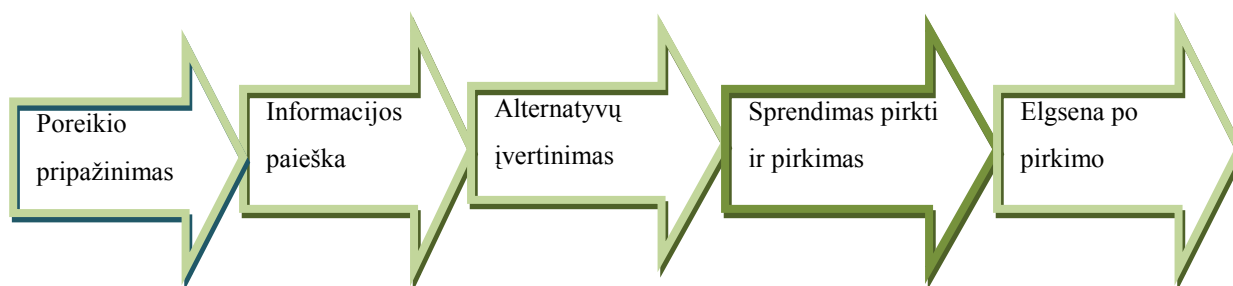 Poreikio
pripažinimas
Informacijos
paieška
Alternatyvų
įvertinimas
Sprendimas pirkti
ir pirkimas
Elgsena po
pirkimo